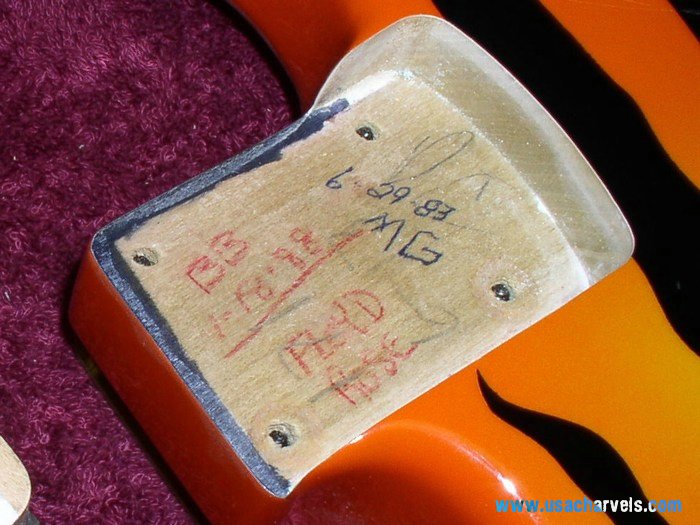 6-29-83
MG
BB
FLOYD
ROSE
www.usacharvels.com